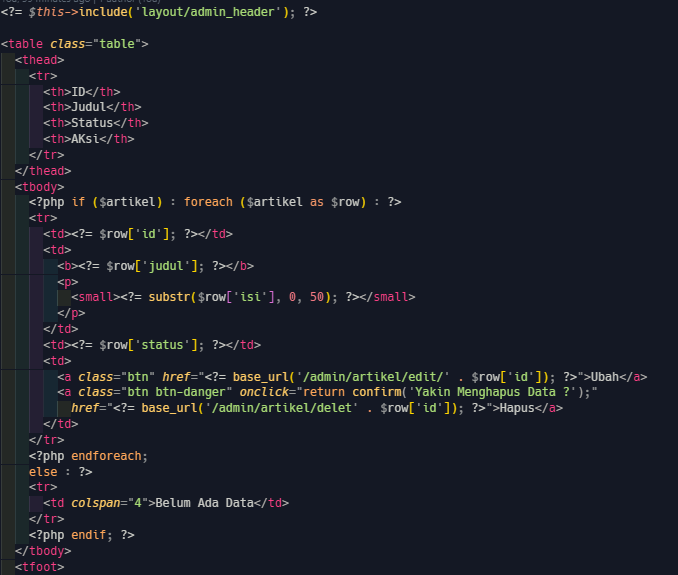 <?= $this->include('layout/admin_header'); ?>
<table class="table">
<thead>
<tr>
<th>ID</th>
<th>Judul</th>
<th>Status</th>
<th>AKsi</th>
</tr>
</thead>
<tbody>
<?php if ($artikel) : foreach ($artikel as $row) : ?>
<tr>
<td><?= $row['id']; ?></td>
<td>
<b><?= $row['judul']; ?></b>
<p>
<small><?= substr($row['isi'], 0, 50); ?></small>
</p>
</td>
<td><?= $row['status']; ?></td>
<td>
<a class="btn" href="<?= base_url('/admin/artikel/edit/' . $row['id']); ?>">Ubah</a>
<a class="btn btn-danger" onclick="return confirm('Yakin Menghapus Data ?');"
href="<?= base_url('/admin/artikel/delet' . $row['id']); ?>">Hapus</a>
</td>
</tr>
<?php endforeach;
else : ?>
<tr>
<td colspan="4">Belum Ada Data</td>
</tr>
<?php endif; ?>
</tbody>
<tfoot>